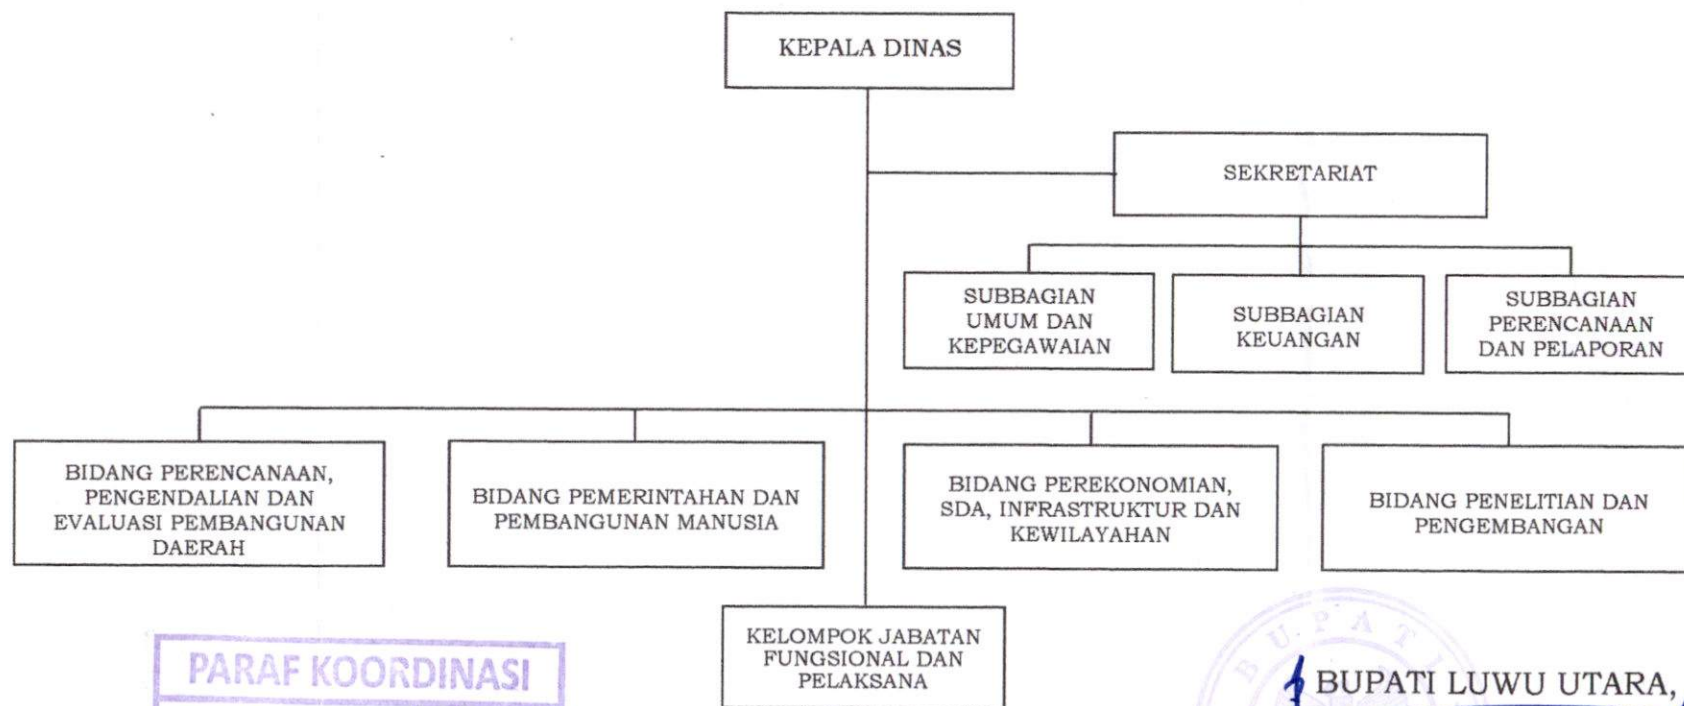 KEPALA DINAS
SEKRETARIAT
SUBBAGIAN
UMUM DAN
KEPEGAWAIAN
SUBBAGIAN
KEUANGAN
SUBBAGIAN
PERENCANAAN
DAN PELAPORAN
BIDANG PERENCANAAN,
PENGENDALIAN DAN
EVALUASI PEMBANGUNAN
DAERAH
BIDANG PEMERINTAHAN DAN
PEMBANGUNAN MANUSIA
BIDANG PEREKONOMIAN,
SDA, INFRASTRUKTUR DAN
KEWILAYAHAN
BIDANG PENELITIAN DAN
PENGEMBANGAN
KELOMPOK JABATAN
FUNGSIONAL DAN
PELAKSANA
PARAF KOORDINASI
BUPATI
BUPATI LUWU UTARA,